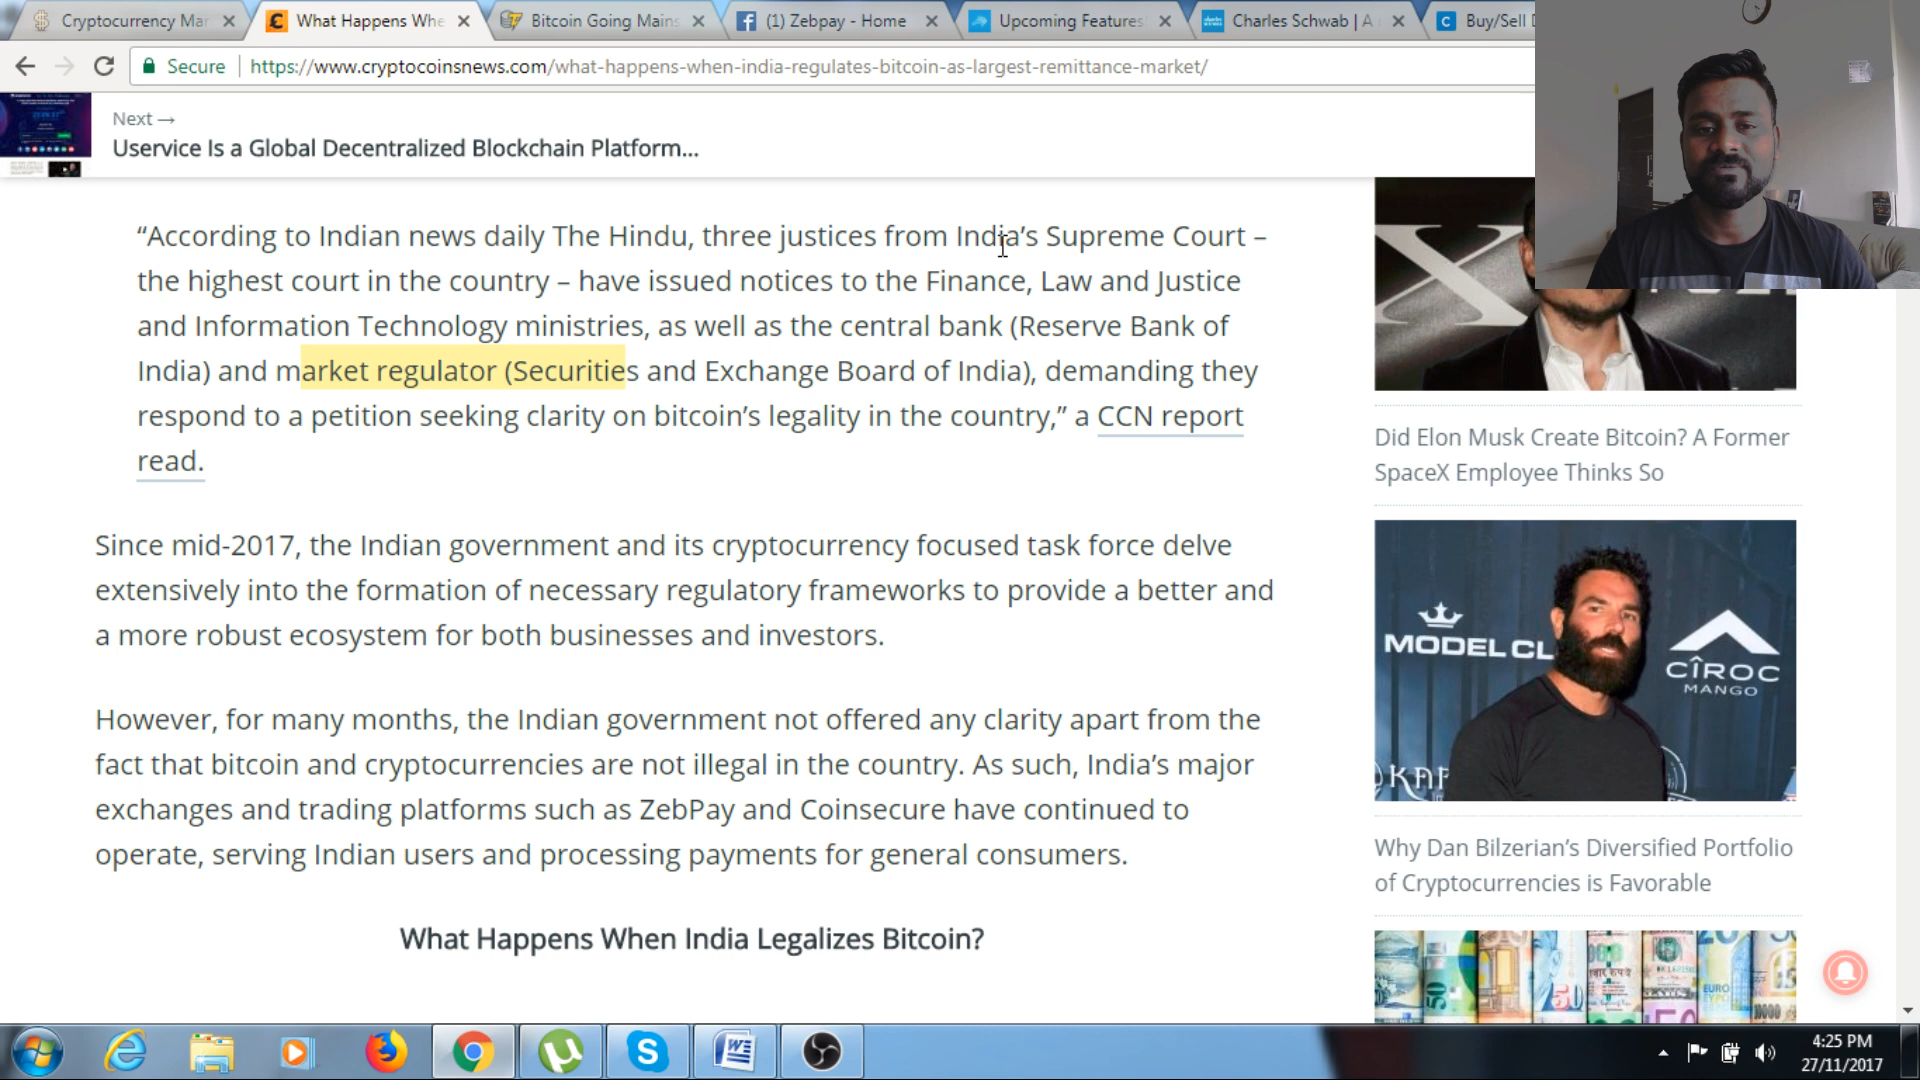 Cryptocurrency Mar
What Happens Whe
Bitcoin Going Mains
(1) Zebpay - Home
Upcoming Features
Charles Schwab | A
Buy/Sell
Secure
https://www.cryptocoinsnews.com/what-happens-when-india-regulates-bitcoin-as-largest-remittance-market/
Next →
Uservice Is a Global Decentralized Blockchain Platform...
“According to Indian news daily The Hindu, three justices from India’s Supreme Court –
the highest court in the country – have issued notices to the Finance, Law and Justice
and Information Technology ministries, as well as the central bank (Reserve Bank of
India) and market regulator (Securities and Exchange Board of India), demanding they
respond to a petition seeking clarity on bitcoin’s legality in the country,” a CCN report
read.
Since mid-2017, the Indian government and its cryptocurrency focused task force delve
extensively into the formation of necessary regulatory frameworks to provide a better and
a more robust ecosystem for both businesses and investors.
However, for many months, the Indian government not offered any clarity apart from the
fact that bitcoin and cryptocurrencies are not illegal in the country. As such, India’s major
exchanges and trading platforms such as ZebPay and Coinsecure have continued to
operate, serving Indian users and processing payments for general consumers.
What Happens When India Legalizes Bitcoin?
Did Elon Musk Create Bitcoin? A Former
SpaceX Employee Thinks So
MODEL CL
CÎROC
MANGO
Why Dan Bilzerian’s Diversified Portfolio
of Cryptocurrencies is Favorable
50
EURO
4:25 PM
27/11/2017